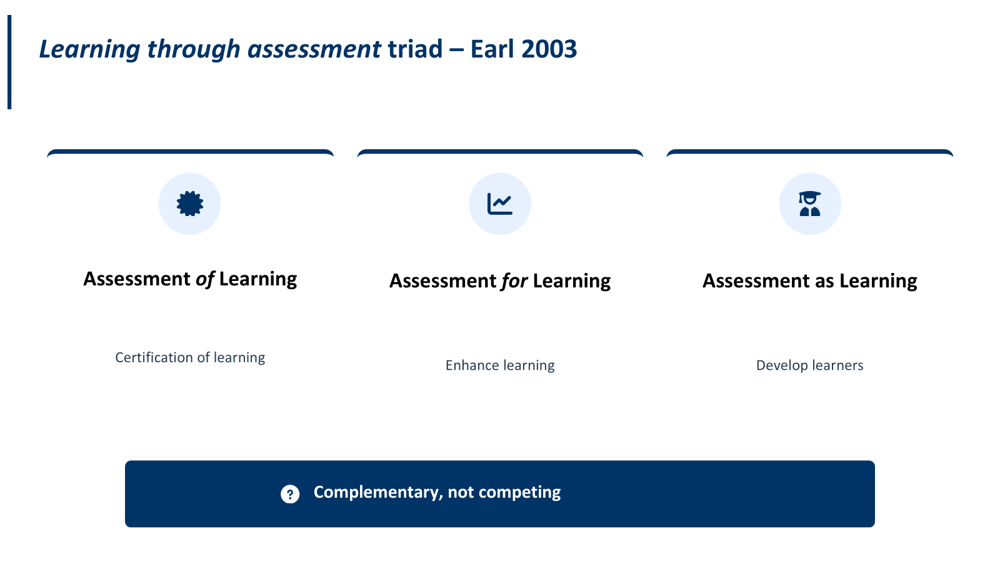 Learning through assessment triad – Earl 2003
Assessment of Learning
Assessment for Learning
Assessment as Learning
Certification of learning
Enhance learning
Develop learners
? Complementary, not competing